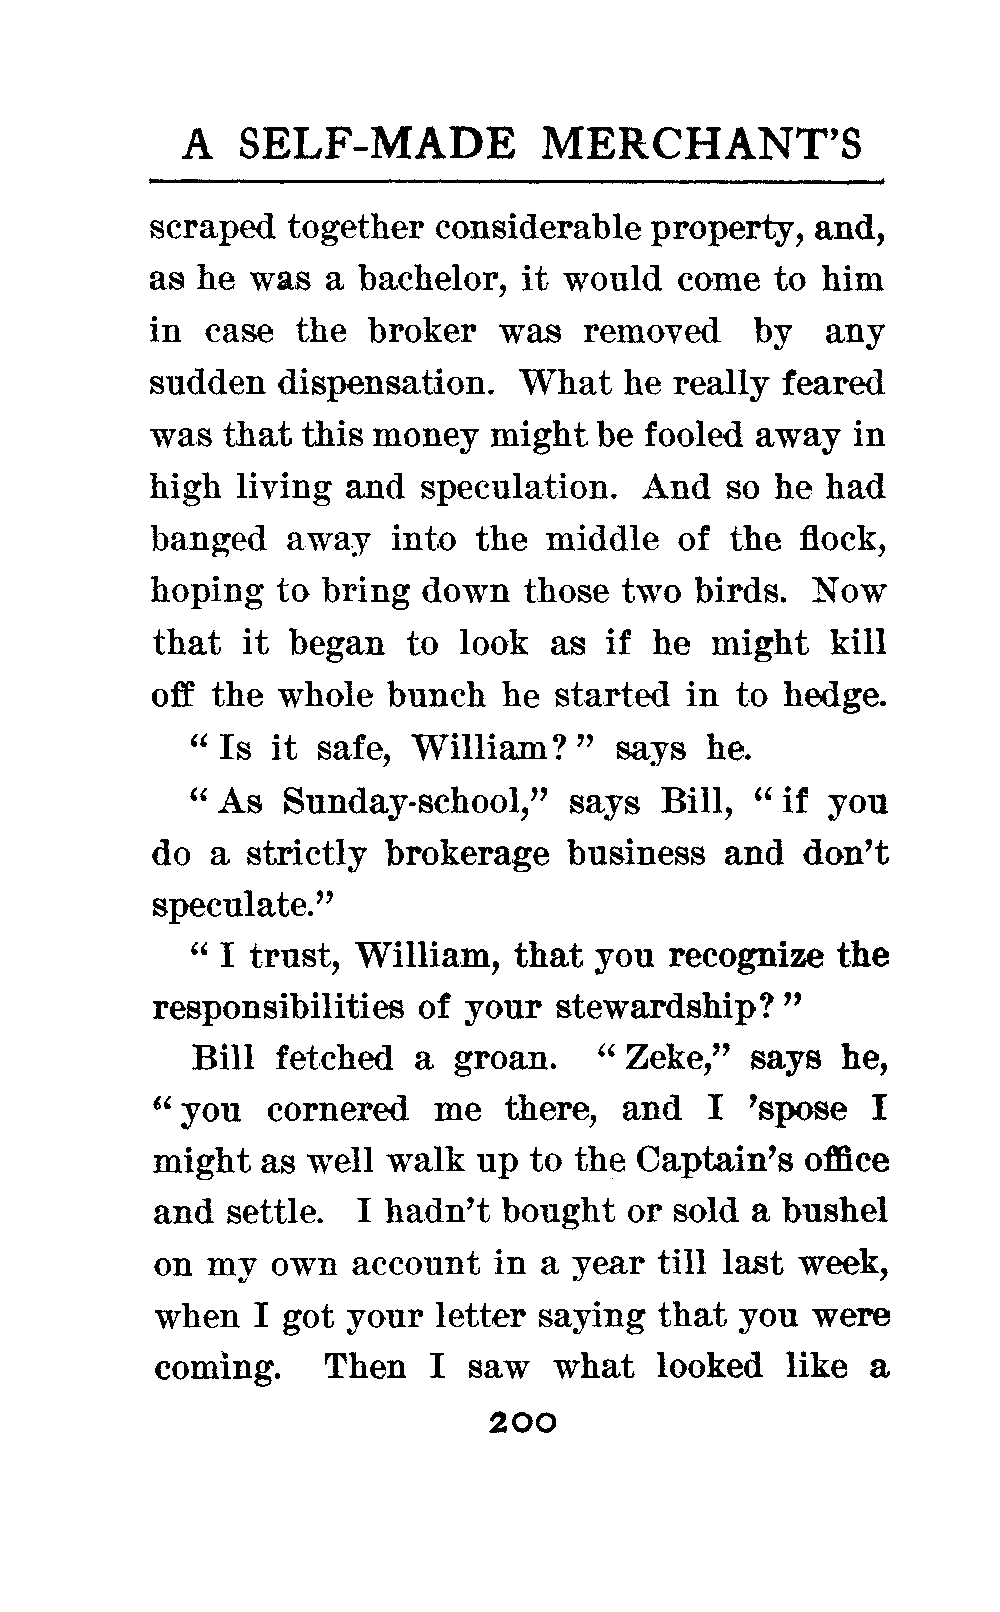 A SELF-MADE MERCHANT'S
scraped together considerable property, and,
as he was a bachelor, it would come to him
in case the broker was removed by any
sudden dispensation. What he really feared
was that this money might be fooled away in
high living and speculation. And so he had
banged away into the middle of the flock,
hoping to bring down those two birds. Now
that it began to look as if he might kill
off the whole bunch he started in to hedge.
“Is it safe, William?” says he.
“As Sunday-school,” says Bill, “if you
do a strictly brokerage business and don’t
speculate.”
“I trust, William, that you recognize the
responsibilities of your stewardship?”
Bill fetched a groan. “Zeke,” says he,
“you cornered me there, and I ’spose I
might as well walk up to the Captain’s office
and settle. I hadn’t bought or sold a bushel
on my own account in a year till last week,
when I got your letter saying that you were
coming. Then I saw what looked like a
200